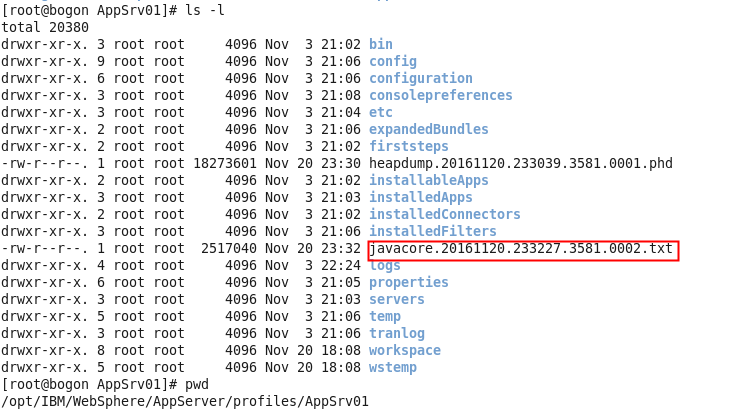 [root@bogon AppSrv01]# ls -l
total 20380
drwxr-xr-x. 3 root root     4096 Nov  3 21:02 bin
drwxr-xr-x. 9 root root     4096 Nov  3 21:06 config
drwxr-xr-x. 6 root root     4096 Nov  3 21:06 configuration
drwxr-xr-x. 3 root root     4096 Nov  3 21:08 consolepreferences
drwxr-xr-x. 3 root root     4096 Nov  3 21:04 etc
drwxr-xr-x. 2 root root     4096 Nov  3 21:06 expandedBundles
drwxr-xr-x. 2 root root     4096 Nov  3 21:02 firststeps
-rw-r--r--. 1 root root 18273601 Nov 20 23:30 heapdump.20161120.233039.3581.0001.phd
drwxr-xr-x. 2 root root     4096 Nov  3 21:02 installableApps
drwxr-xr-x. 3 root root     4096 Nov  3 21:03 installedApps
drwxr-xr-x. 2 root root     4096 Nov  3 21:02 installedConnectors
drwxr-xr-x. 3 root root     4096 Nov  3 21:06 installedFilters
-rw-r--r--. 1 root root  2517040 Nov 20 23:32 javacore.20161120.233227.3581.0002.txt
drwxr-xr-x. 4 root root     4096 Nov  3 22:24 logs
drwxr-xr-x. 6 root root     4096 Nov  3 21:05 properties
drwxr-xr-x. 3 root root     4096 Nov  3 21:03 servers
drwxr-xr-x. 5 root root     4096 Nov  3 21:06 temp
drwxr-xr-x. 3 root root     4096 Nov  3 21:06 tranlog
drwxr-xr-x. 8 root root     4096 Nov 20 18:08 workspace
drwxr-xr-x. 5 root root     4096 Nov 20 18:08 wstemp
[root@bogon AppSrv01]# pwd
/opt/IBM/WebSphere/AppServer/profiles/AppSrv01